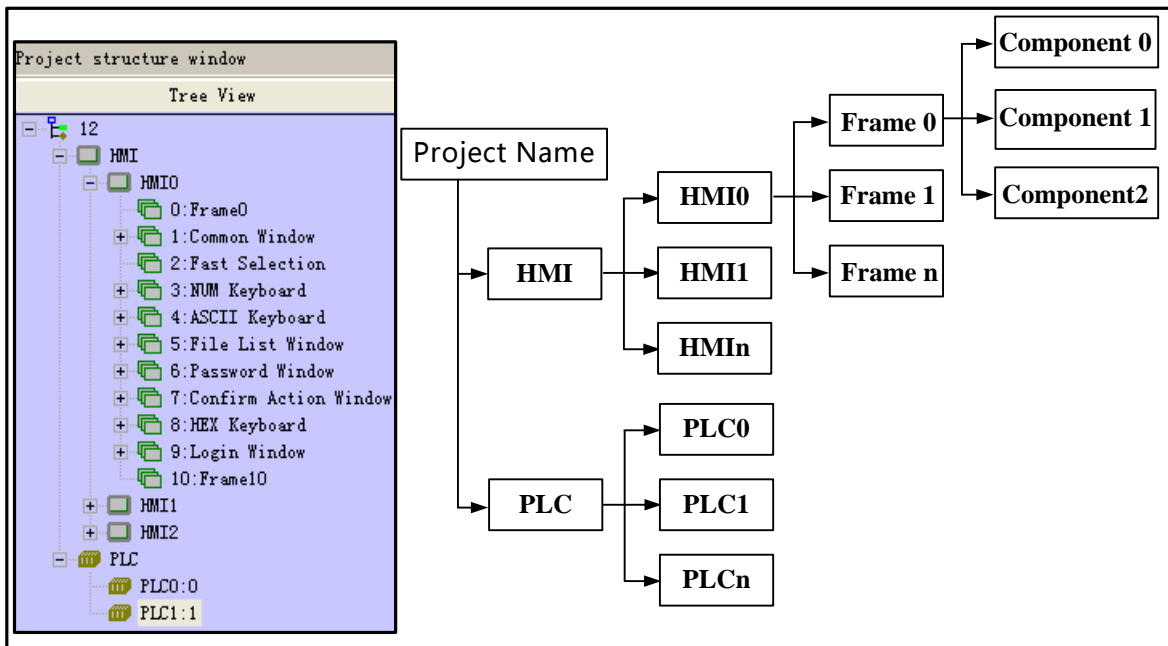 Project structure window
Tree View
12
HMI
HMI0
0:Frame0
1:Common Window
2:Fast Selection
3:NUM Keyboard
4:ASCII Keyboard
5:File List Window
6:Password Window
7:Confirm Action Window
8:HEX Keyboard
9:Login Window
10:Frame10
HMI1
HMI2
PLC
PLC0:0
PLC1:1
Project Name
HMI
PLC
HMI0
HMI1
HMIn
PLC0
PLC1
PLCn
Frame 0
Frame 1
Frame n
Component 0
Component 1
Component2